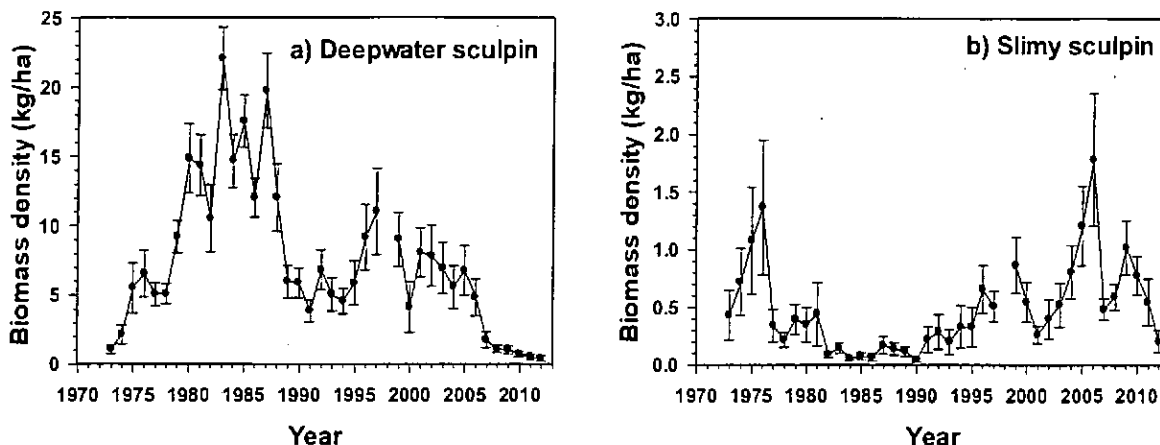 a) Deepwater sculpin
Biomass density (kg/ha)
25
20
15
10
5
0
1970 1975 1980 1985 1990 1995 2000 2005 2010
Year
b) Slimy sculpin
Biomass density (kg/ha)
3.0
2.5
2.0
1.5
1.0
0.5
0.0
1970 1975 1980 1985 1990 1995 2000 2005 2010
Year